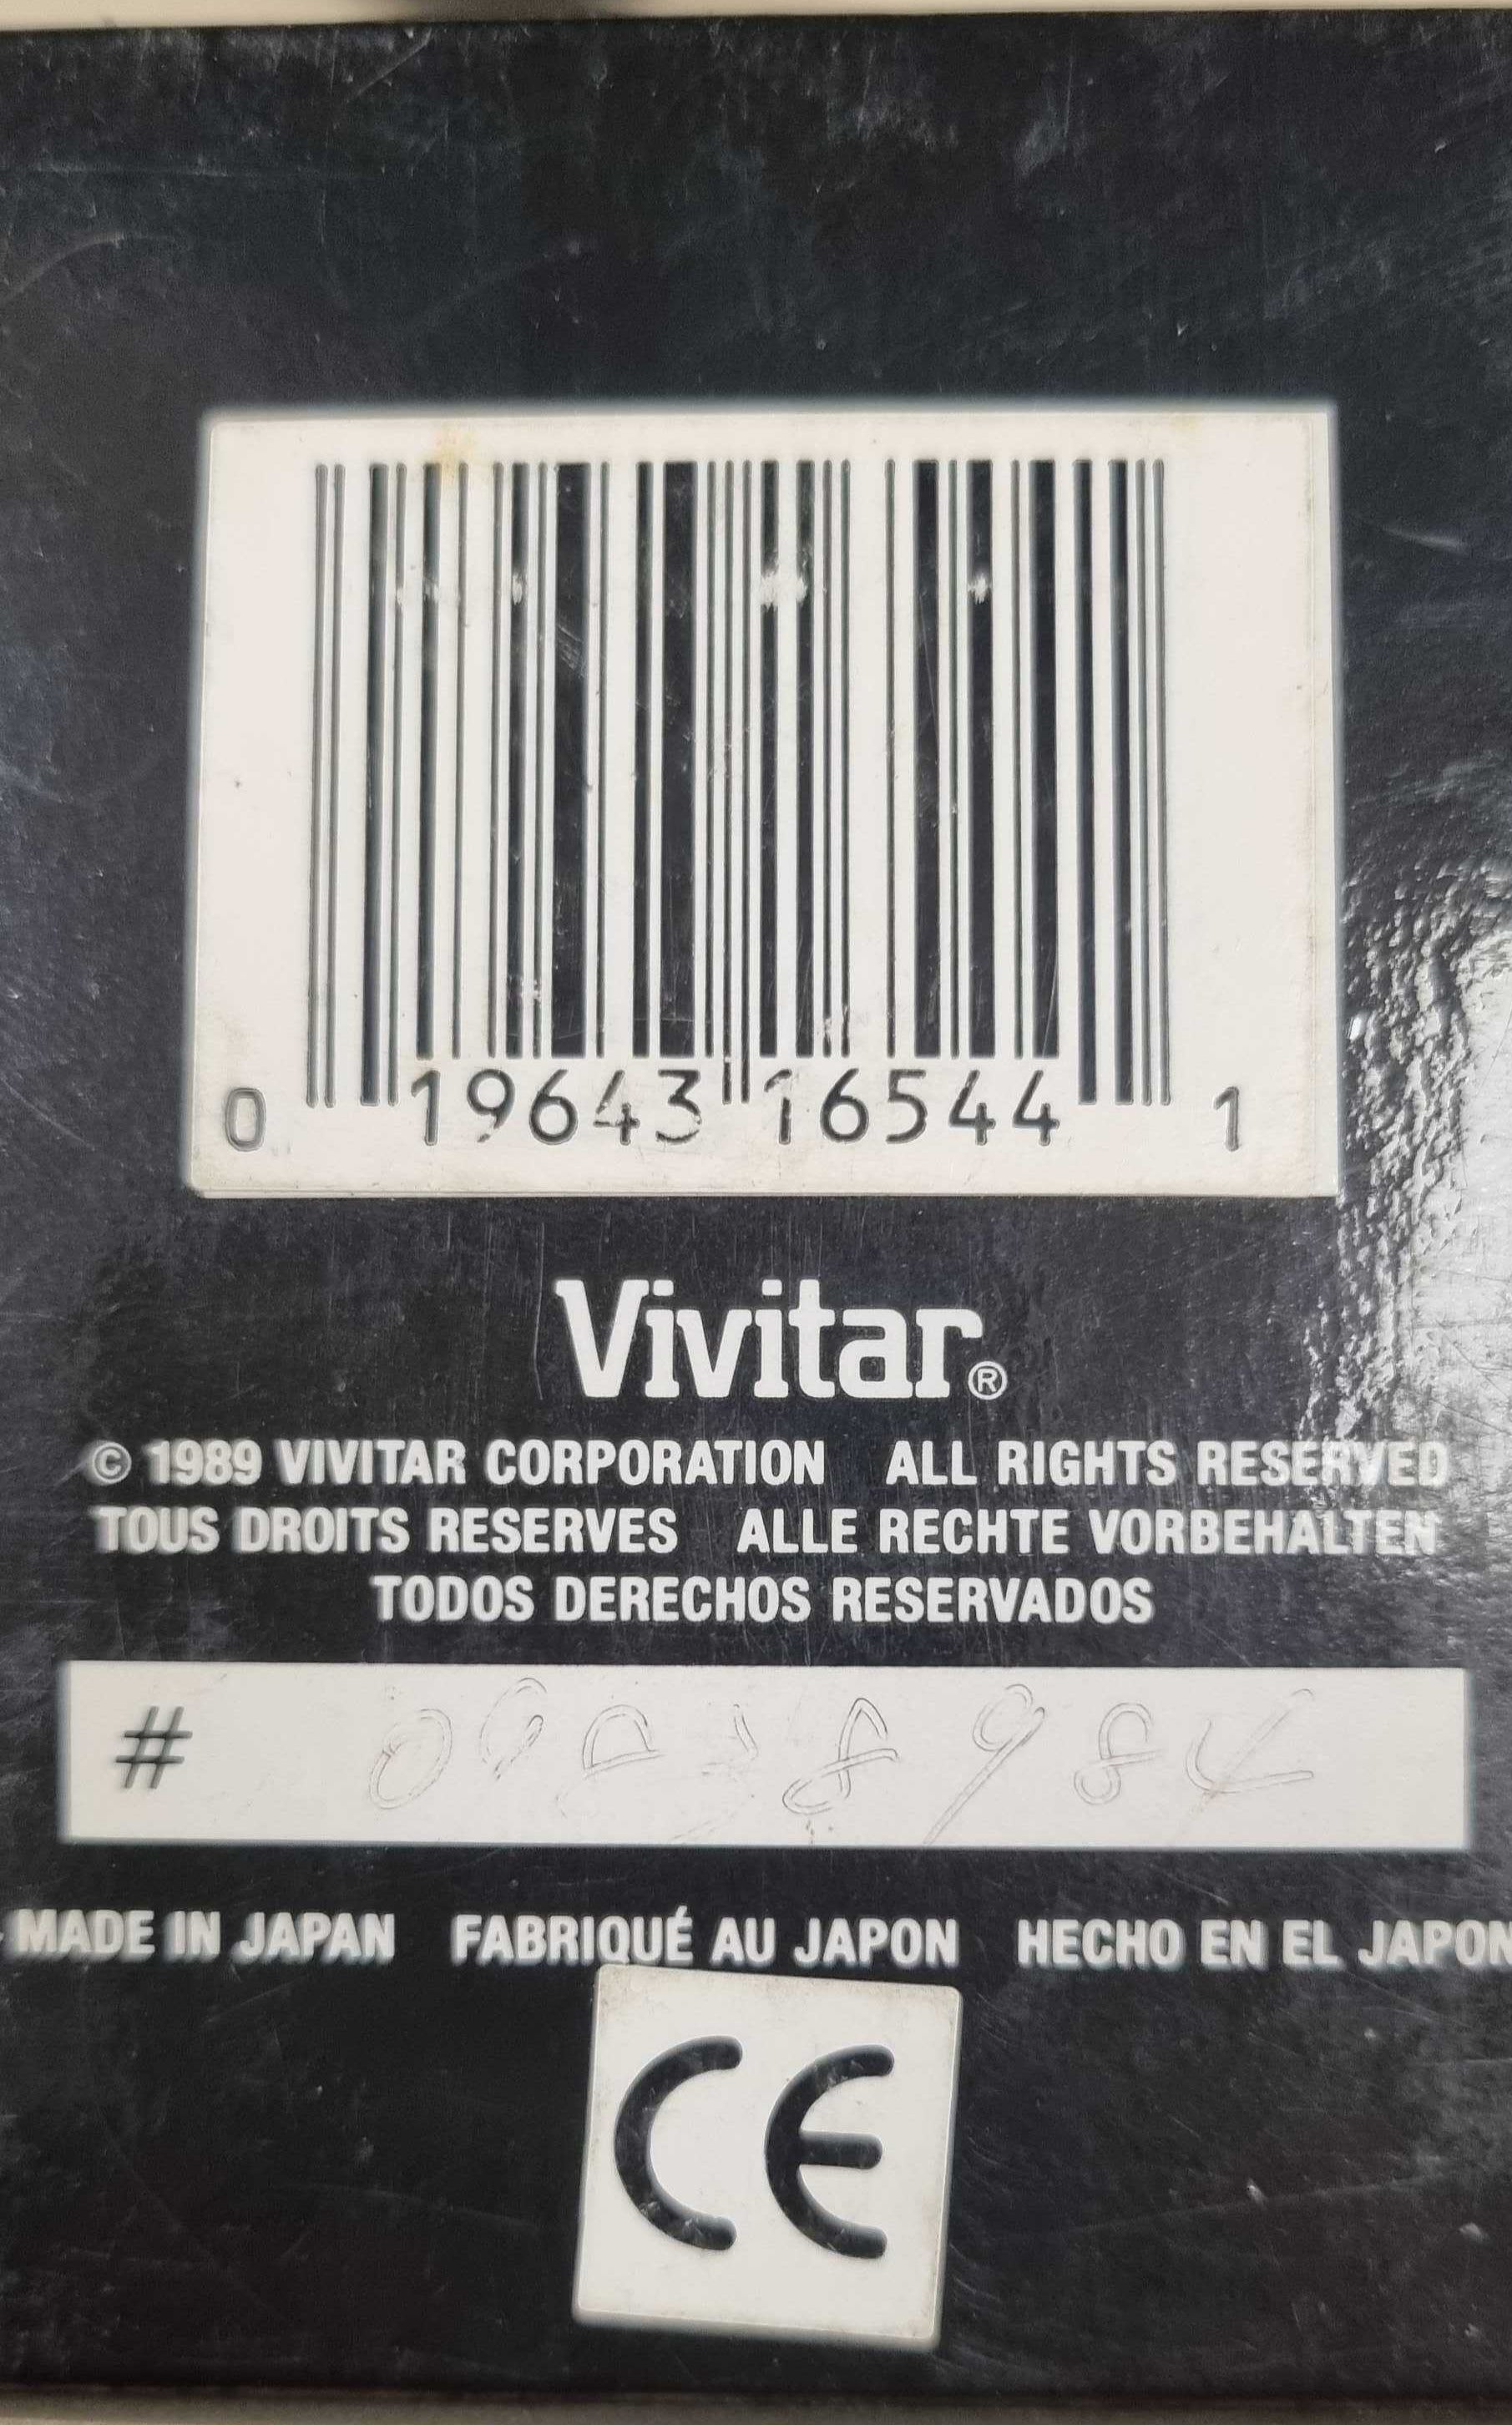 0 19643 16544 1
Vivitar®
© 1989 VIVITAR CORPORATION ALL RIGHTS RESERVED
TOUS DROITS RESERVES ALLE RECHTE VORBEHALTEN
TODOS DERECHOS RESERVADOS
#
MADE IN JAPAN FABRIQUÉ AU JAPON HECHO EN EL JAPON
CE